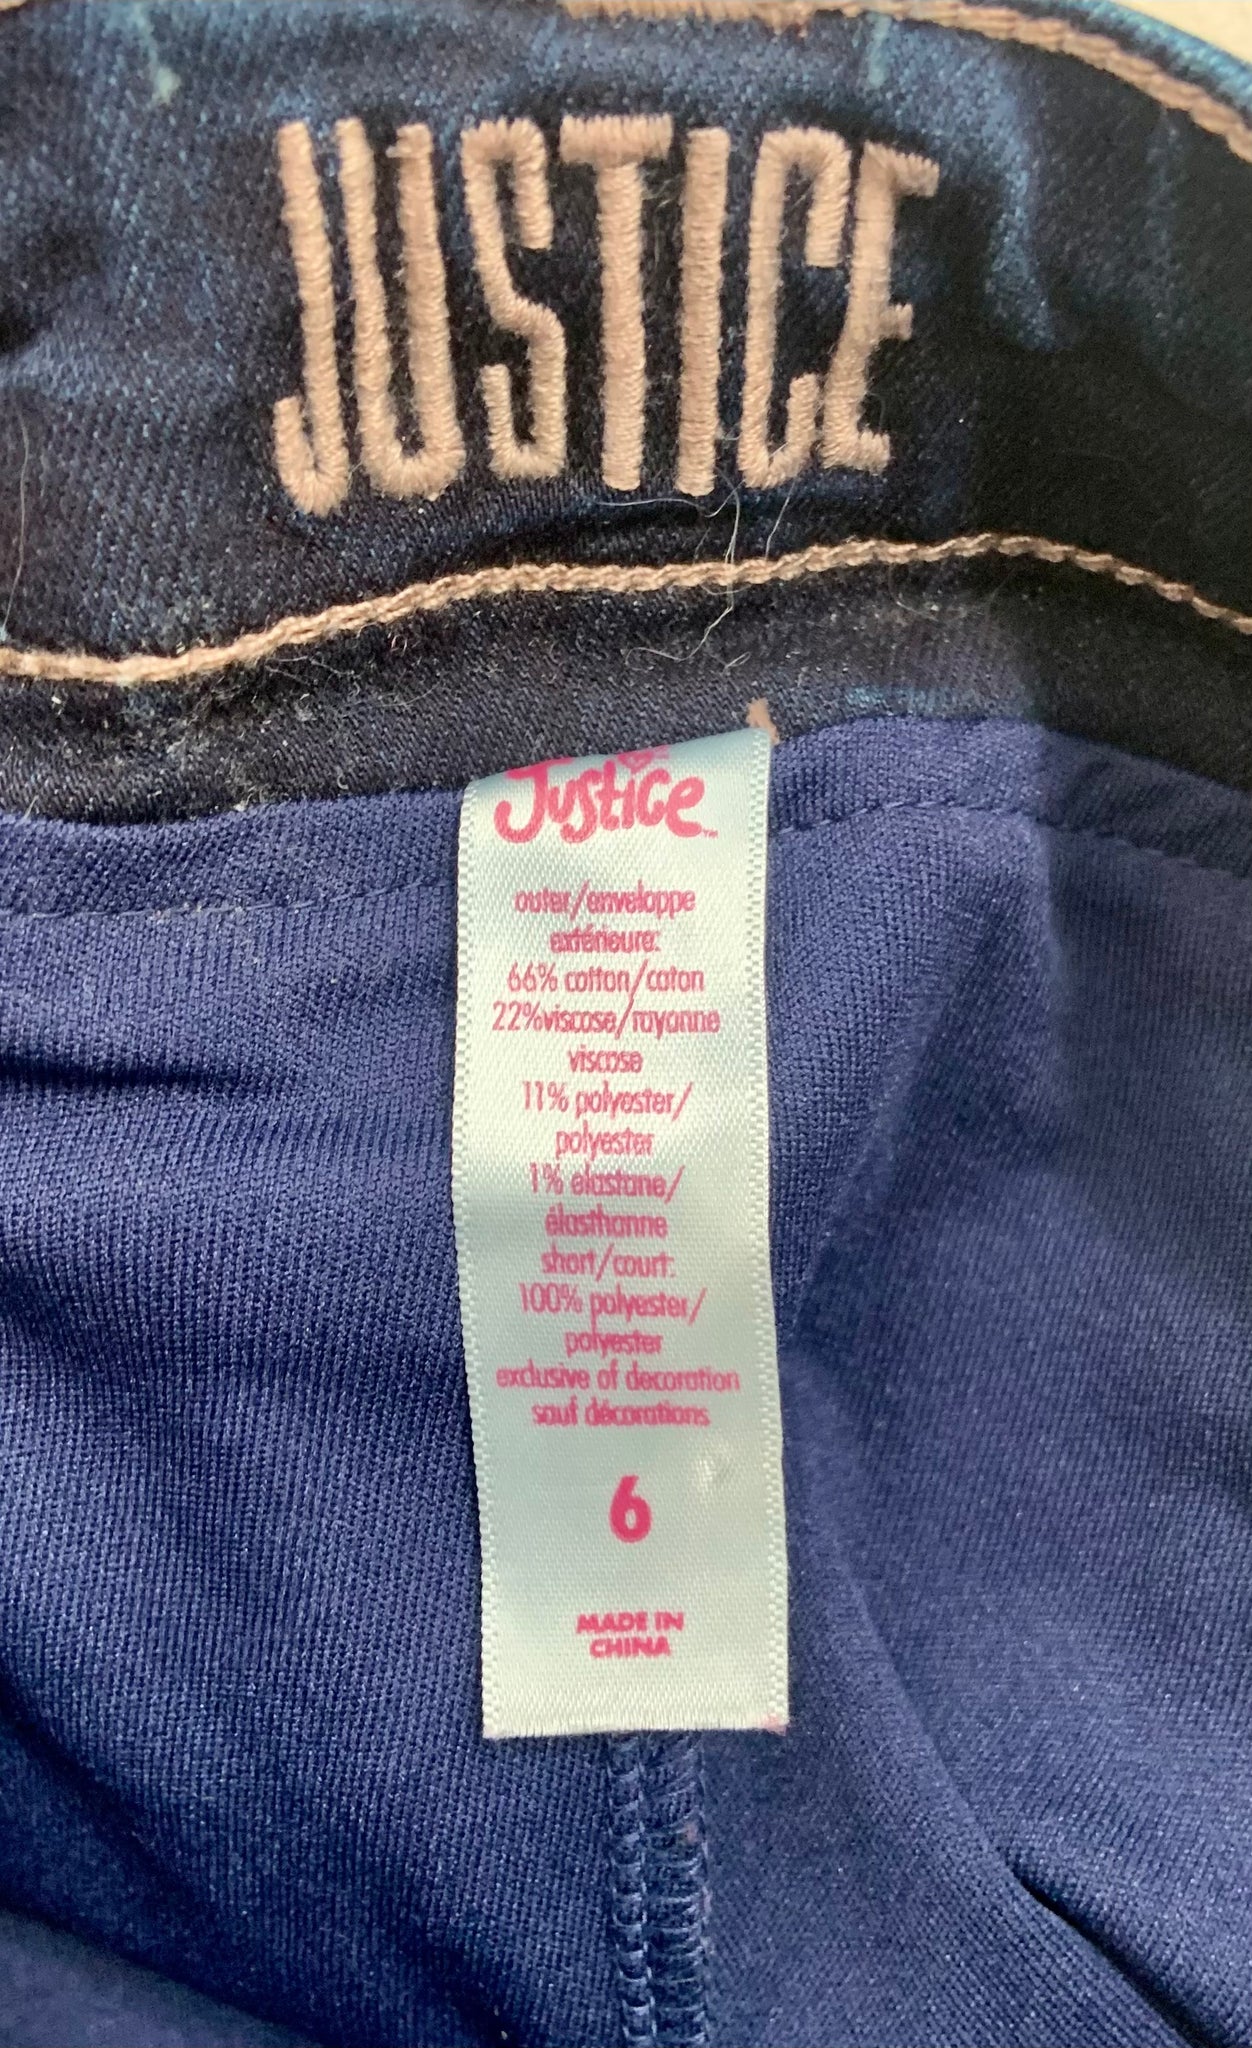 JUSTICE
Justice™
outer/enveloppe
extérieure:
66% cotton/coton
22%viscose/rayonne
viscose
11% polyester/
polyester
1% elastane/
élasthanne
short/court:
100% polyester/
polyester
exclusive of decoration
sauf décorations
6
MADE IN
CHINA